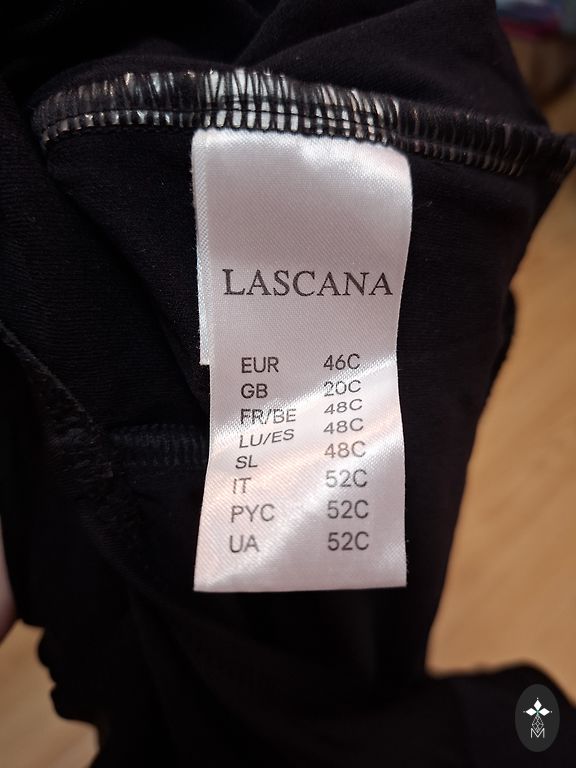 LASCANA
EUR 46C
GB 20C
FR/BE 48C
LU/ES 48C
SL 48C
IT 52C
PYC 52C
UA 52C
M